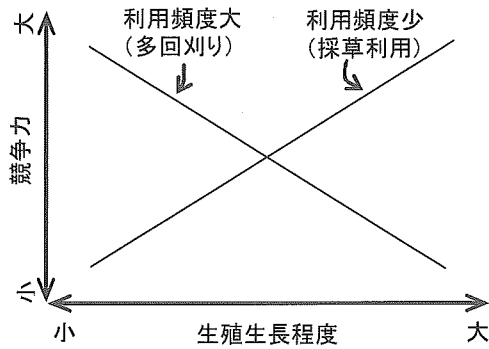 大
利用頻度大
(多回刈り)
利用頻度少
(採草利用)
競争力
小
小
生殖生長程度
大